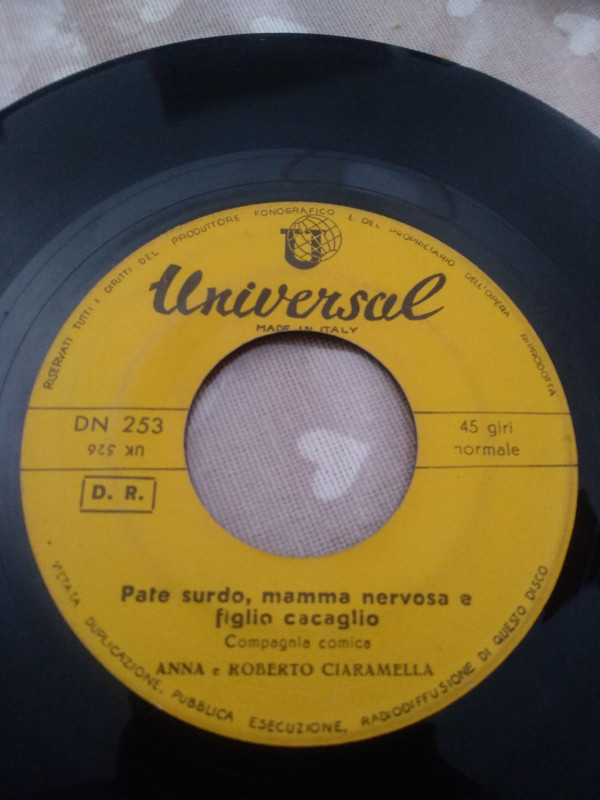 RISERVATI TUTTI I DIRITTI DEL PRODUTTORE FONOGRAFICO E DEL PROPRIETARIO DELL'OPERA RIPRODOTTA
U
Universal
MADE IN ITALY
DN 253
UK 526
45 giri
normale
D. R.
Pate surdo, mamma nervosa e
figlio cacaglio
Compagnia comica
ANNA e ROBERTO CIARAMELLA
VIETATA DUPLICAZIONE, PUBBLICA ESECUZIONE, RADIODIFFUSIONE DI QUESTO DISCO